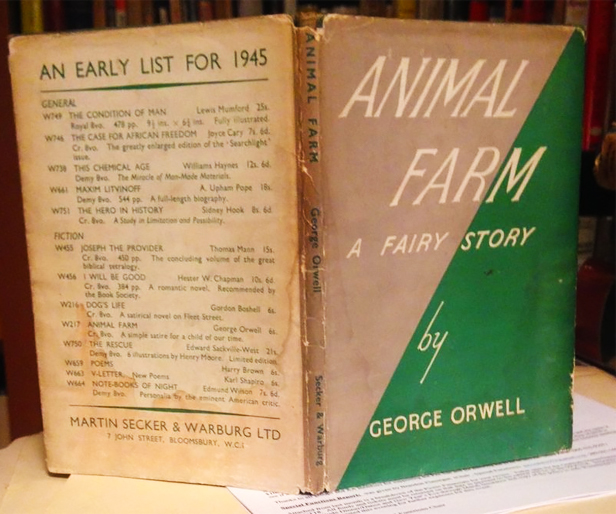 AN EARLY LIST FOR 1945
GENERAL
W749 THE CONDITION OF MAN Lewis Mumford 25s.
Royal 8vo. 478 pp. 9½ ins. × 6½ ins. Fully illustrated.
W746 THE CASE FOR AFRICAN FREEDOM Joyce Cary 7s. 6d.
Cr. 8vo. The greatly enlarged edition of the 'Searchlight'
issue.
W738 THIS CHEMICAL AGE Williams Haynes 12s. 6d.
Demy 8vo. The Miracle of Man-Made Materials.
W661 MAXIM LITVINOFF A. Upham Pope 18s.
Demy 8vo. 544 pp. A full-length biography.
W751 THE HERO IN HISTORY Sidney Hook 8s. 6d.
Cr. 8vo. A Study in Limitation and Possibility.
FICTION
W455 JOSEPH THE PROVIDER Thomas Mann 15s.
Cr. 8vo. 450 pp. The concluding volume of the great
biblical tetralogy.
W456 I WILL BE GOOD Hester W. Chapman 10s. 6d.
Cr. 8vo. 384 pp. A romantic novel. Recommended by
the Book Society.
W216 DOG'S LIFE Gordon Boshell 6s.
Cr. 8vo. A satirical novel on Fleet Street.
W217 ANIMAL FARM George Orwell 6s.
Cr. 8vo. A simple satire for a child of our time.
W750 THE RESCUE Edward Sackville-West 21s.
Demy 8vo. 6 illustrations by Henry Moore. Limited edition.
W659 POEMS Harry Brown 6s.
W663 V-LETTER, New Poems Karl Shapiro 6s.
W664 NOTE-BOOKS OF NIGHT Edmund Wilson 7s. 6d.
Demy 8vo. Personalia by the eminent American critic.
MARTIN SECKER & WARBURG LTD
7 JOHN STREET, BLOOMSBURY, W.C.1
ANIMAL FARM George Orwell Secker & Warburg
ANIMAL
FARM
A FAIRY STORY
by
GEORGE ORWELL